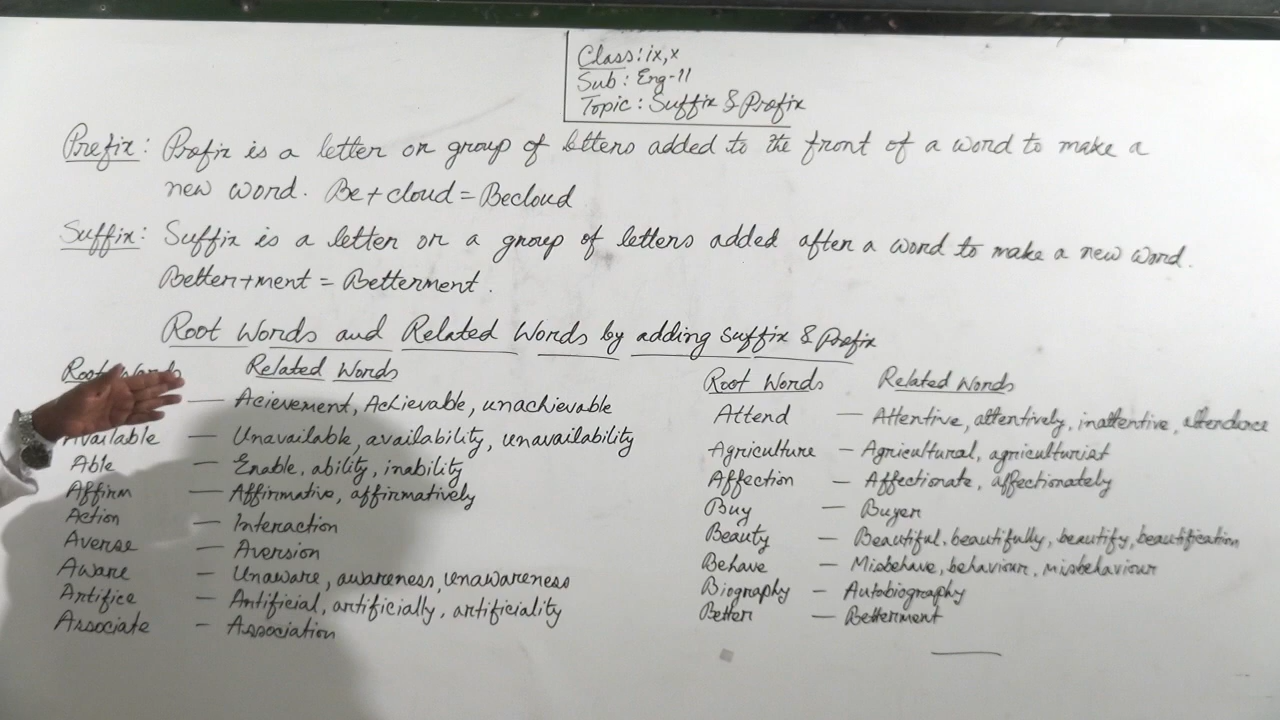 Class: ix, x
Sub: Eng-11
Topic: Suffix & Prefix
Prefix: Prefix is a letter or group of letters added to the front of a word to make a
new word. Be+cloud = Becloud
Suffix: Suffix is a letter or a group of letters added after a word to make a new word.
Better+ment = Betterment.
Root Words and Related Words by adding suffix & Prefix
Root Words Related Words
— Acievement, Achievable, unachievable
Available — Unavailable, availability, unavailability
Able — Enable, ability, inability
Affirm — Affirmative, affirmatively
Action — Interaction
Averse — Aversion
Aware — Unaware, awareness, unawareness
Artifice — Artificial, artificially, artificiality
Associate — Association
Root Words Related Words
Attend — Attentive, attentively, inattentive, attendance
Agriculture — Agricultural, agriculturist
Affection — Affectionate, affectionately
Buy — Buyer
Beauty — Beautiful, beautifully, beautify, beautification
Behave — Misbehave, behaviour, misbehaviour
Biography — Autobiography
Better — Betterment